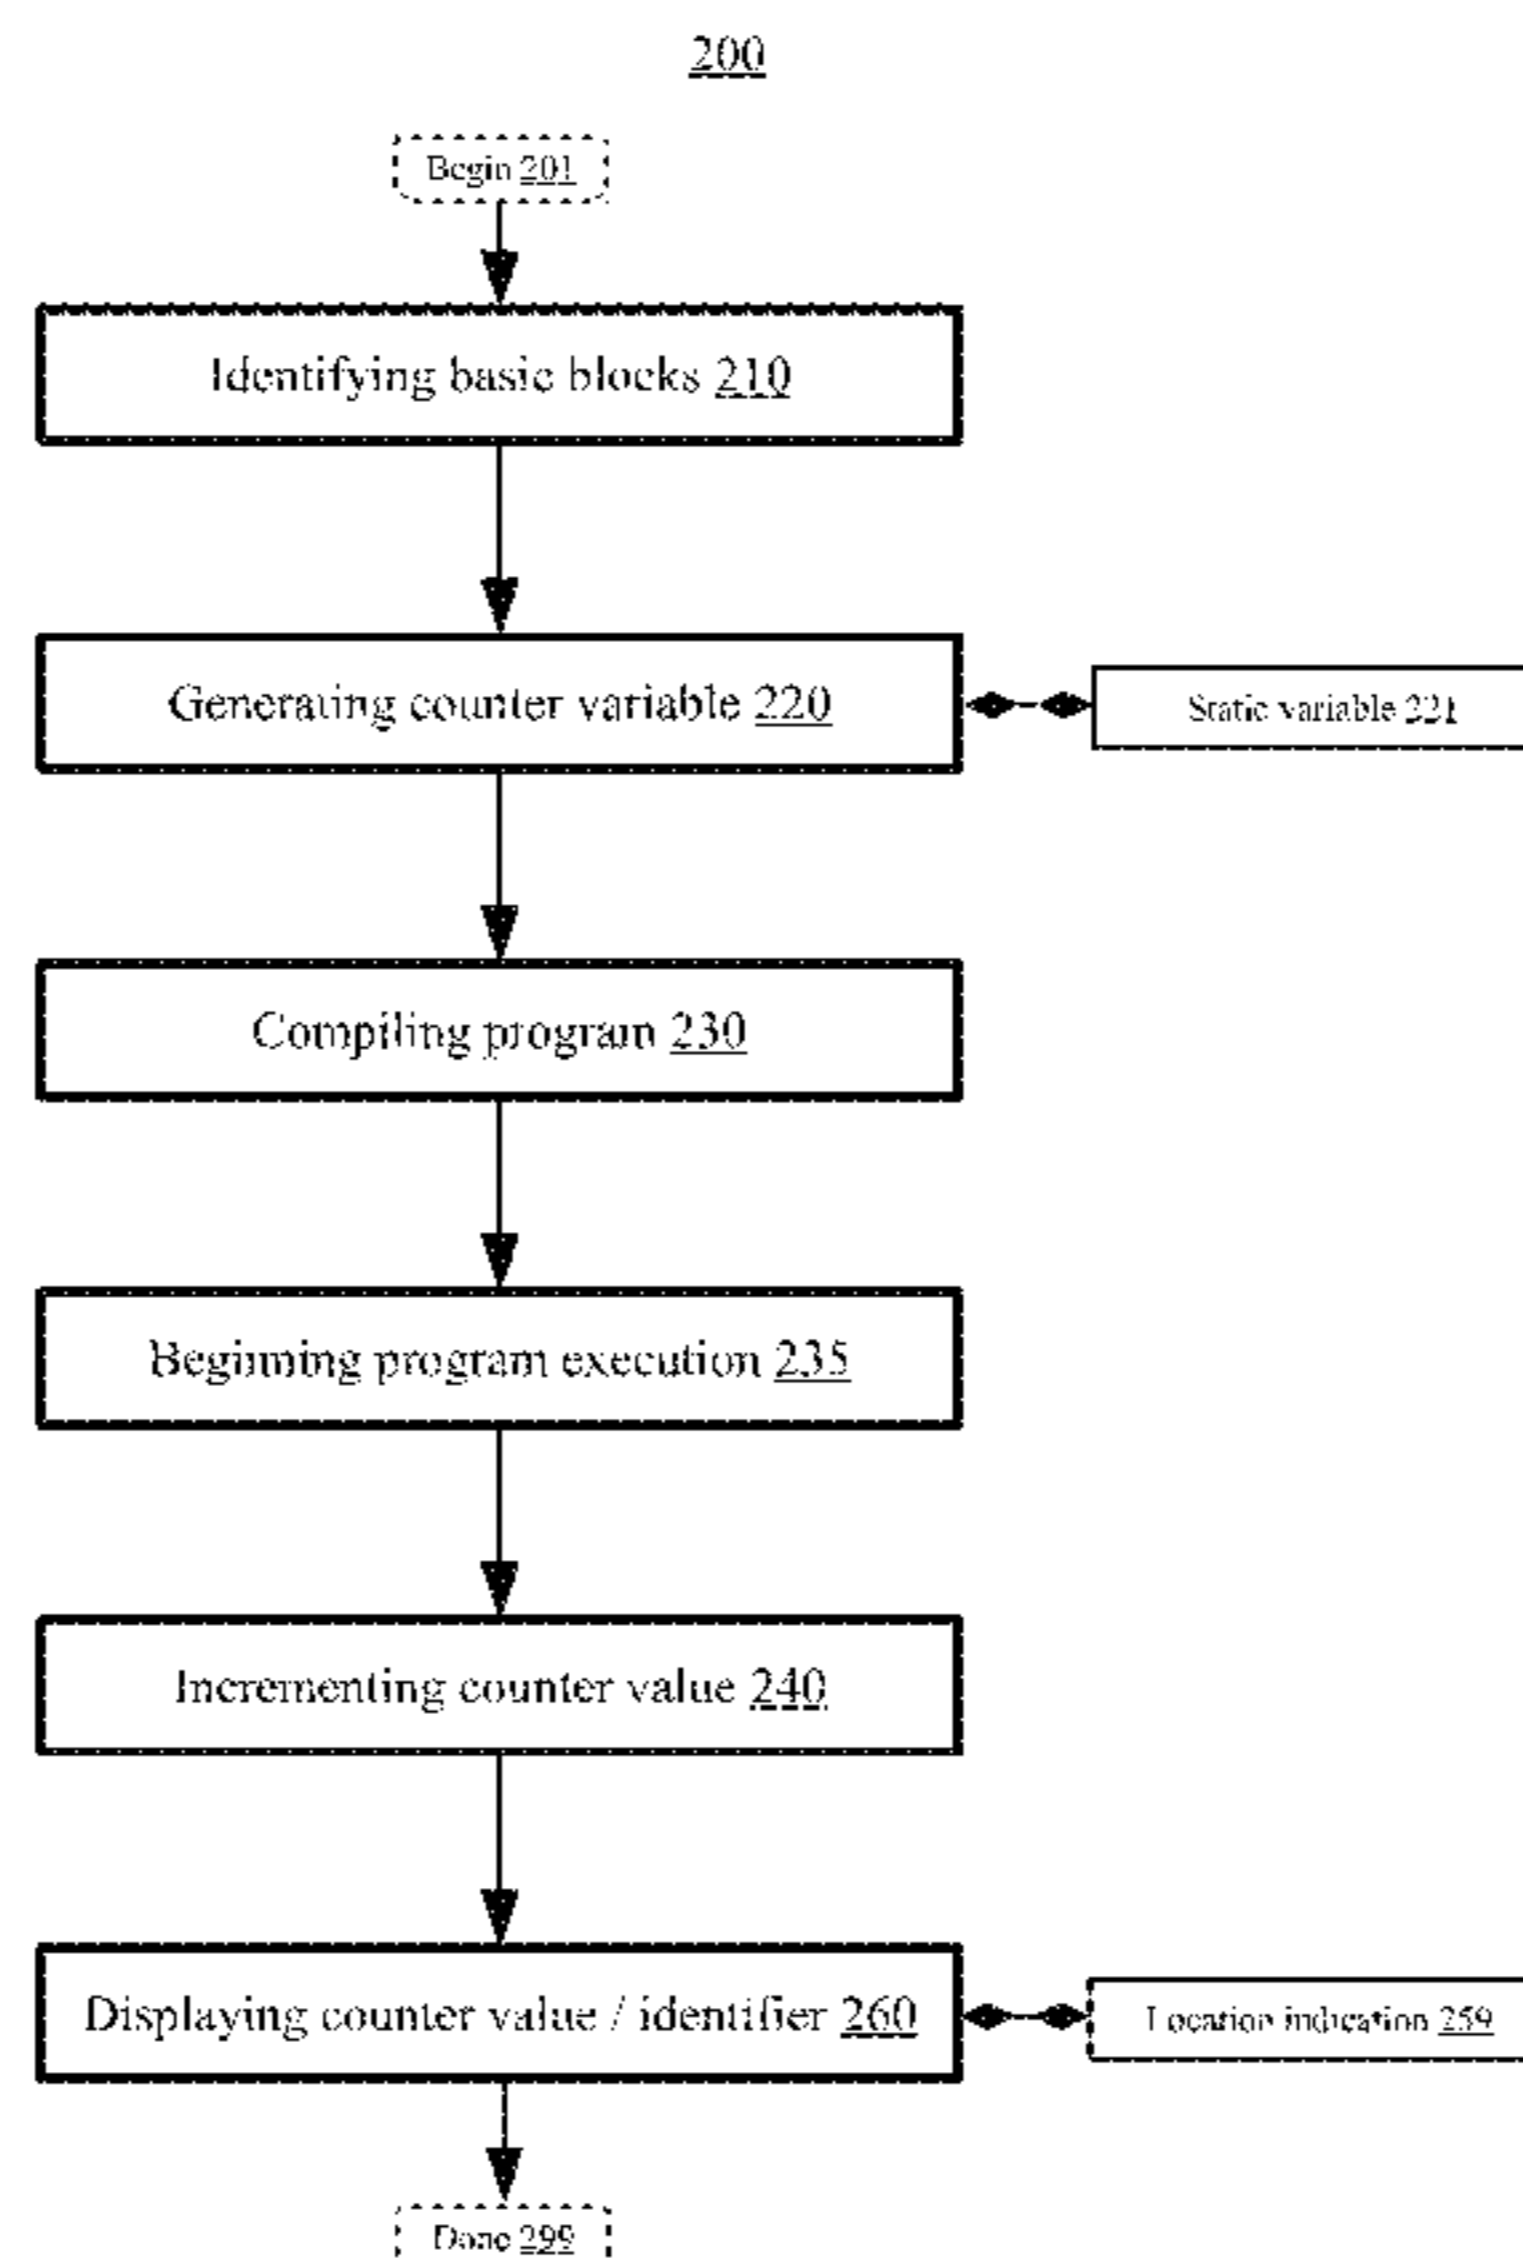 200
Begin 201
Identifying basic blocks 210
Generating counter variable 220
Static variable 221
Compiling program 230
Beginning program execution 235
Incrementing counter value 240
Displaying counter value / identifier 260
Location indication 259
Done 299